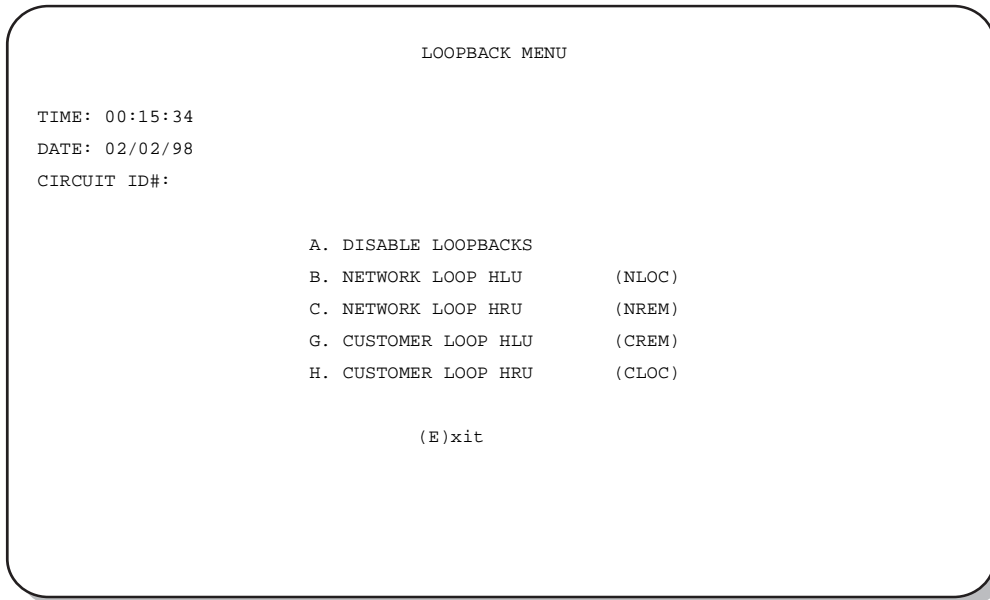 LOOPBACK MENU
TIME: 00:15:34
DATE: 02/02/98
CIRCUIT ID#:
A. DISABLE LOOPBACKS
B. NETWORK LOOP HLU (NLOC)
C. NETWORK LOOP HRU (NREM)
G. CUSTOMER LOOP HLU (CREM)
H. CUSTOMER LOOP HRU (CLOC)
(E)xit